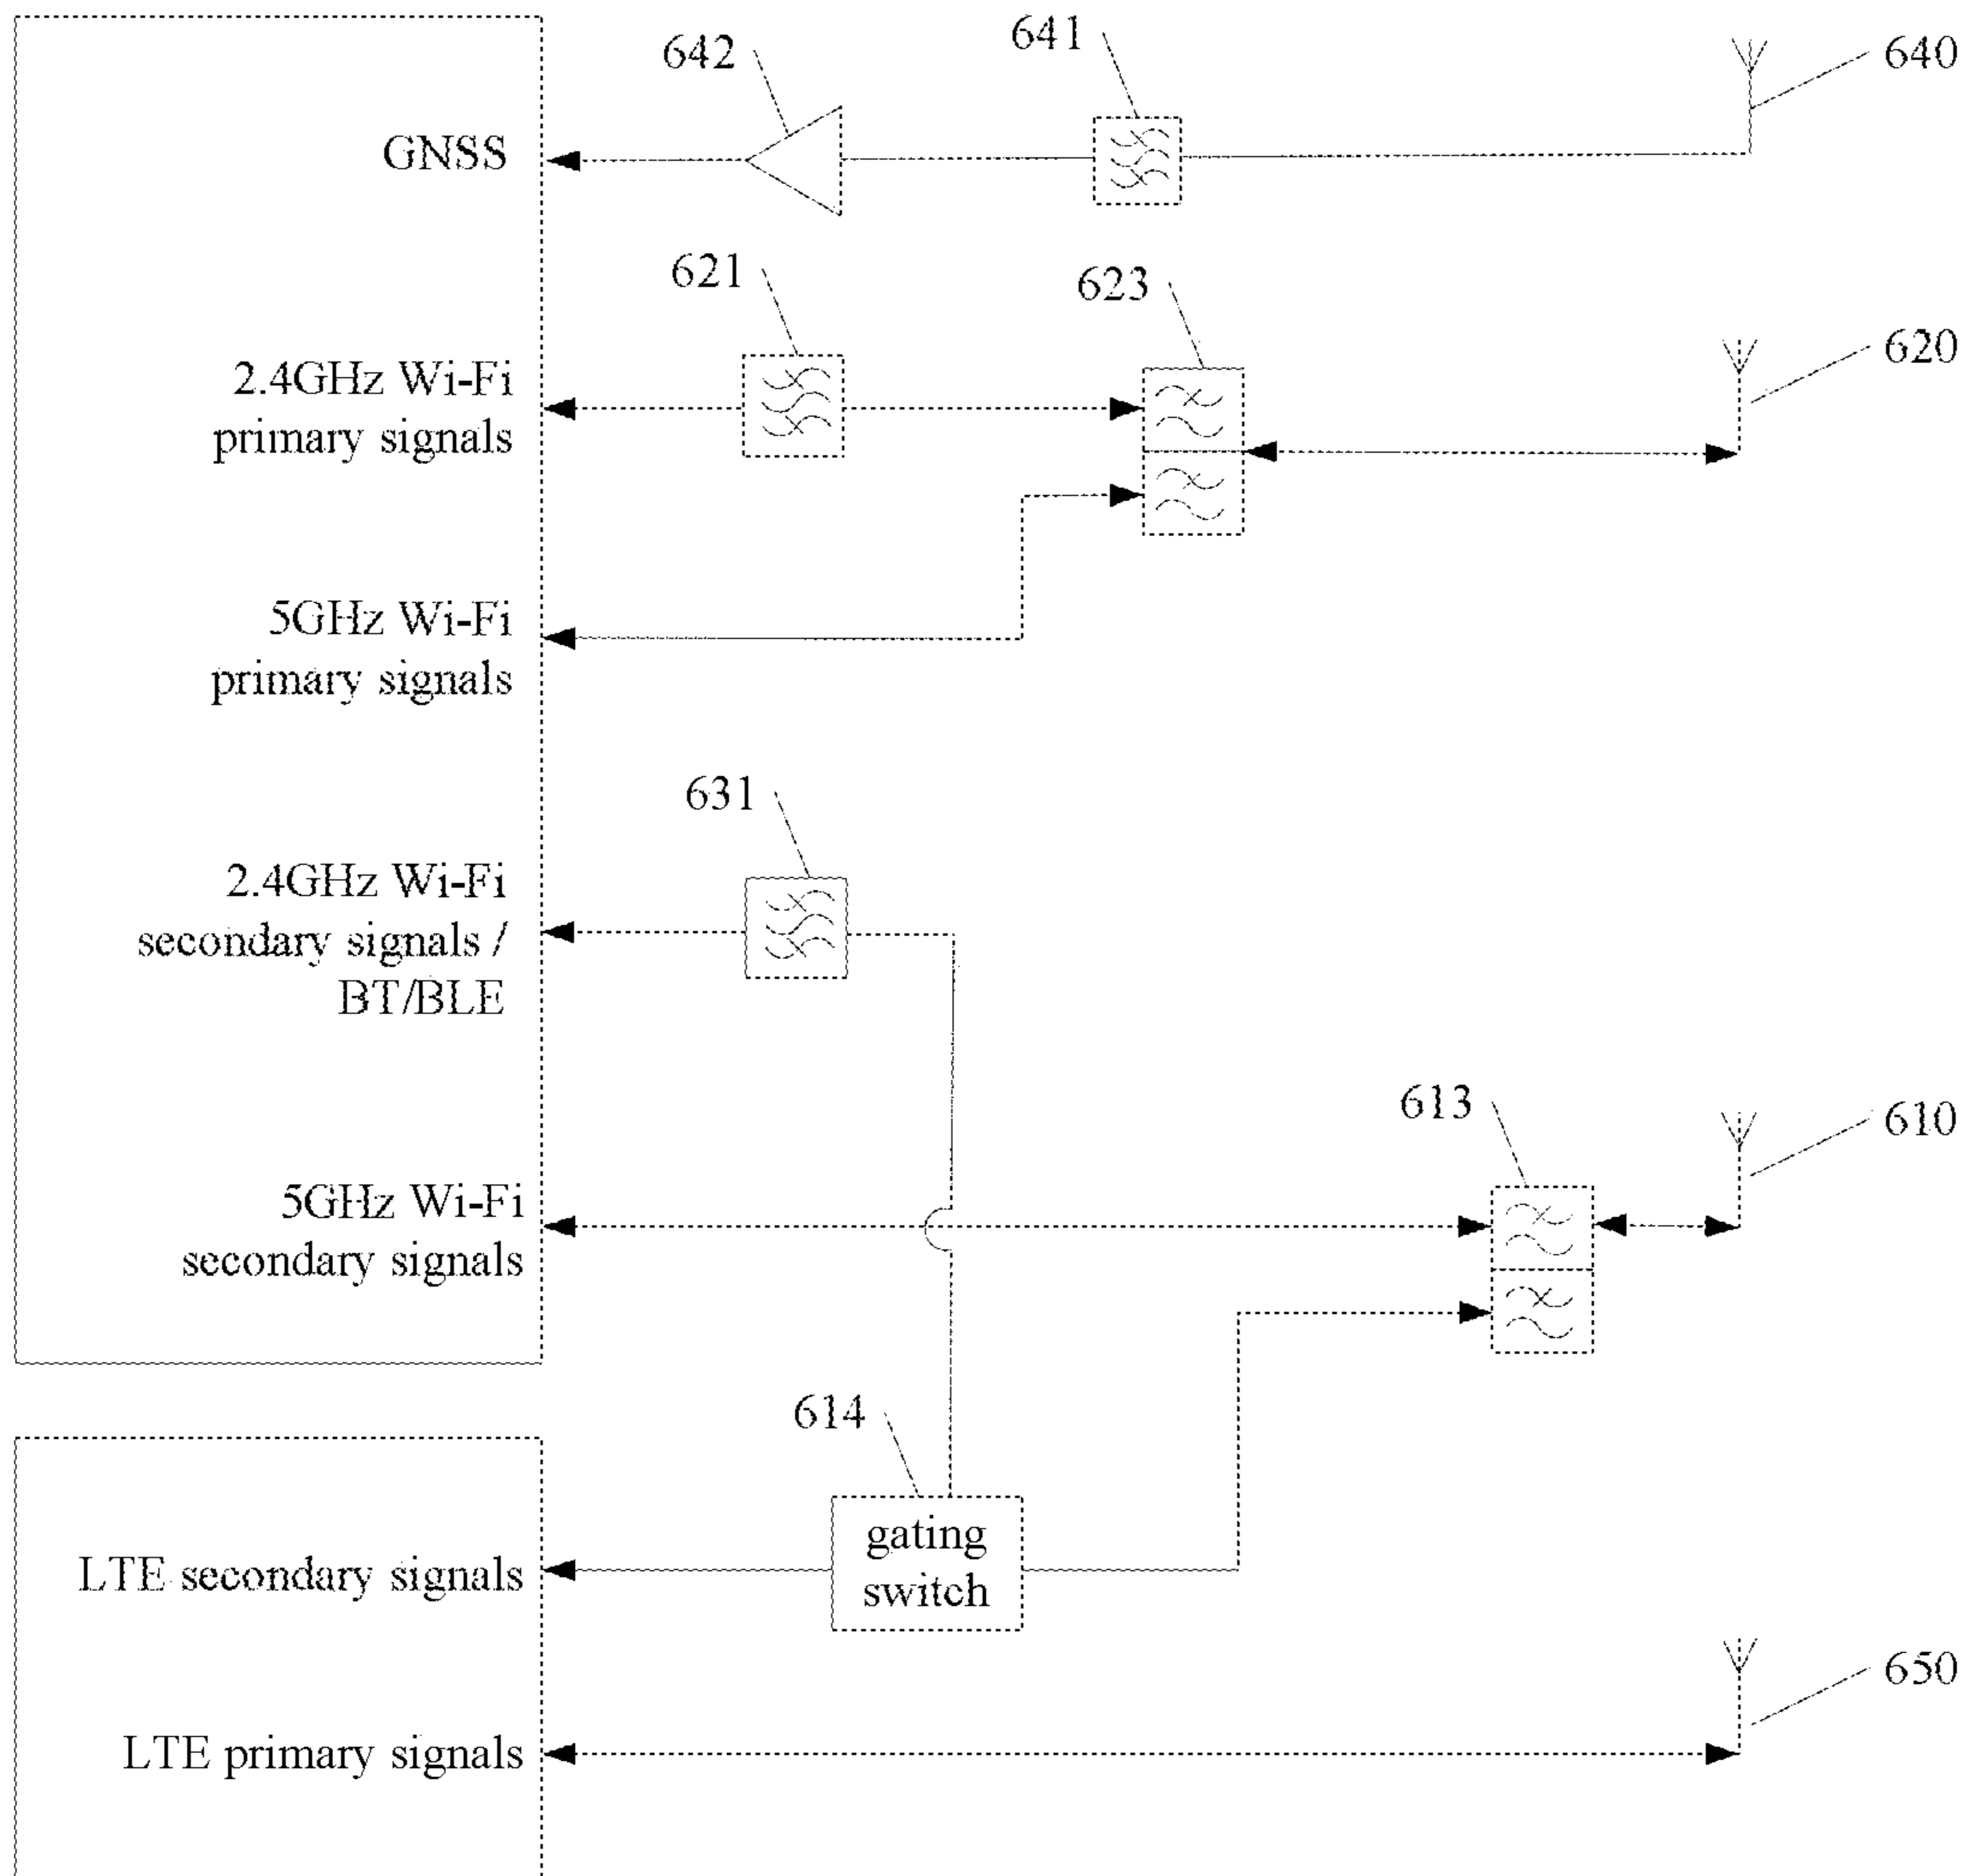 641
642
640
GNSS
621
623
620
2.4GHz Wi-Fi
primary signals
5GHz Wi-Fi
primary signals
631
2.4GHz Wi-Fi
secondary signals /
BT/BLE
613
610
5GHz Wi-Fi
secondary signals
614
gating
switch
LTE secondary signals
650
LTE primary signals